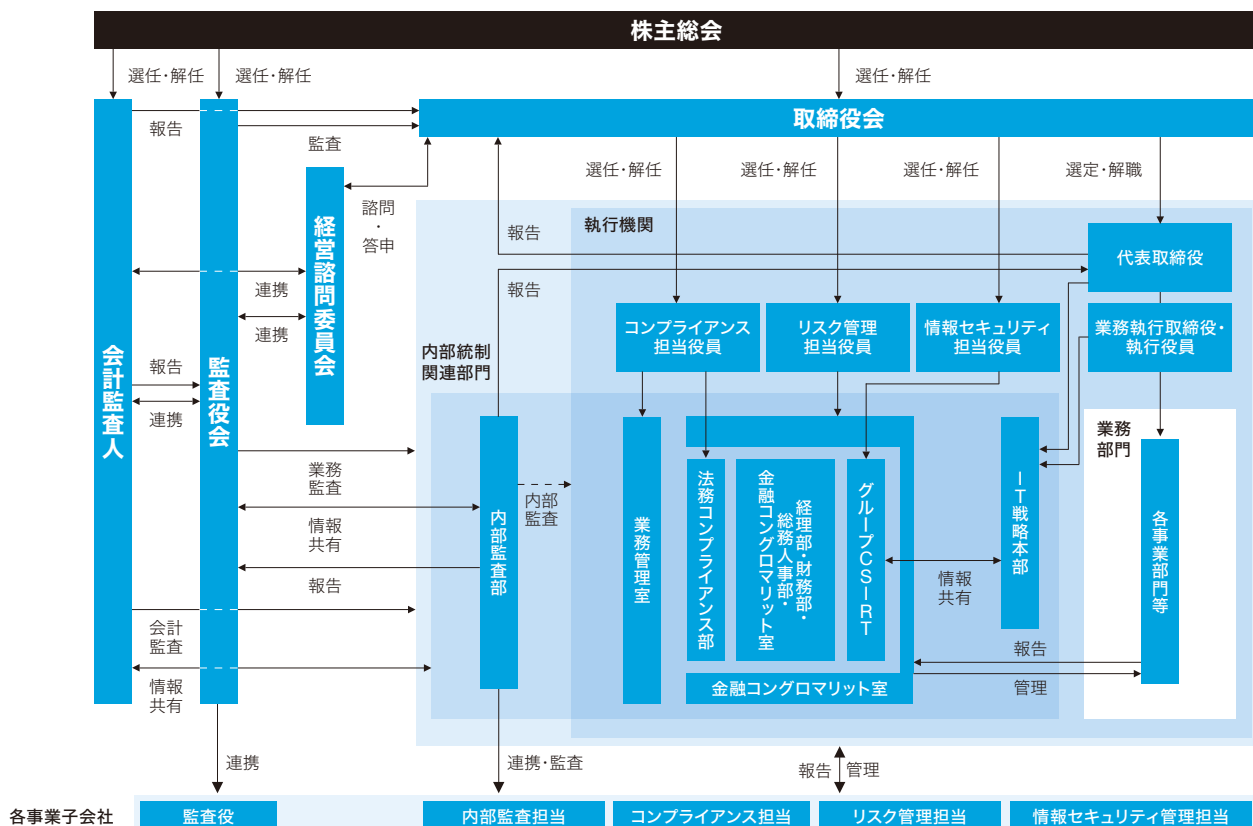 株主総会
選任・解任
選任・解任
選任・解任
取締役会
報告
監査
選任・解任
選任・解任
選任・解任
選定・解職
諮問
・
答申
経営諮問委員会
執行機関
報告
代表取締役
連携
報告
連携
コンプライアンス
担当役員
リスク管理
担当役員
情報セキュリティ
担当役員
業務執行取締役・
執行役員
会計監査人
監査役会
報告
連携
内部統制
関連部門
業務
部門
業務
監査
情報
共有
報告
会計
監査
情報
共有
内部監査部
内部
監査
業務管理室
法務コンプライアンス部
経理部・財務部・
総務人事部・
金融コングロマリット室
グループCSIRT
情報
共有
IT戦略本部
各事業部門等
報告
管理
金融コングロマリット室
連携
連携・監査
報告
管理
各事業子会社
監査役
内部監査担当
コンプライアンス担当
リスク管理担当
情報セキュリティ管理担当